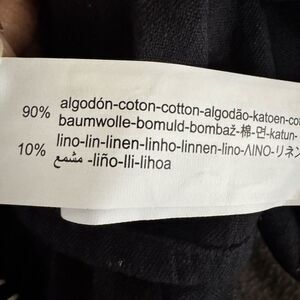 90% algodón-coton-cotton-algodão-katoen-co
baumwolle-bomuld-bombaž-棉-면-katun-
10% lino-lin-linen-linho-linnen-lino-ΛΙΝΟ-リネン
مشمع -liño-lli-lihoa